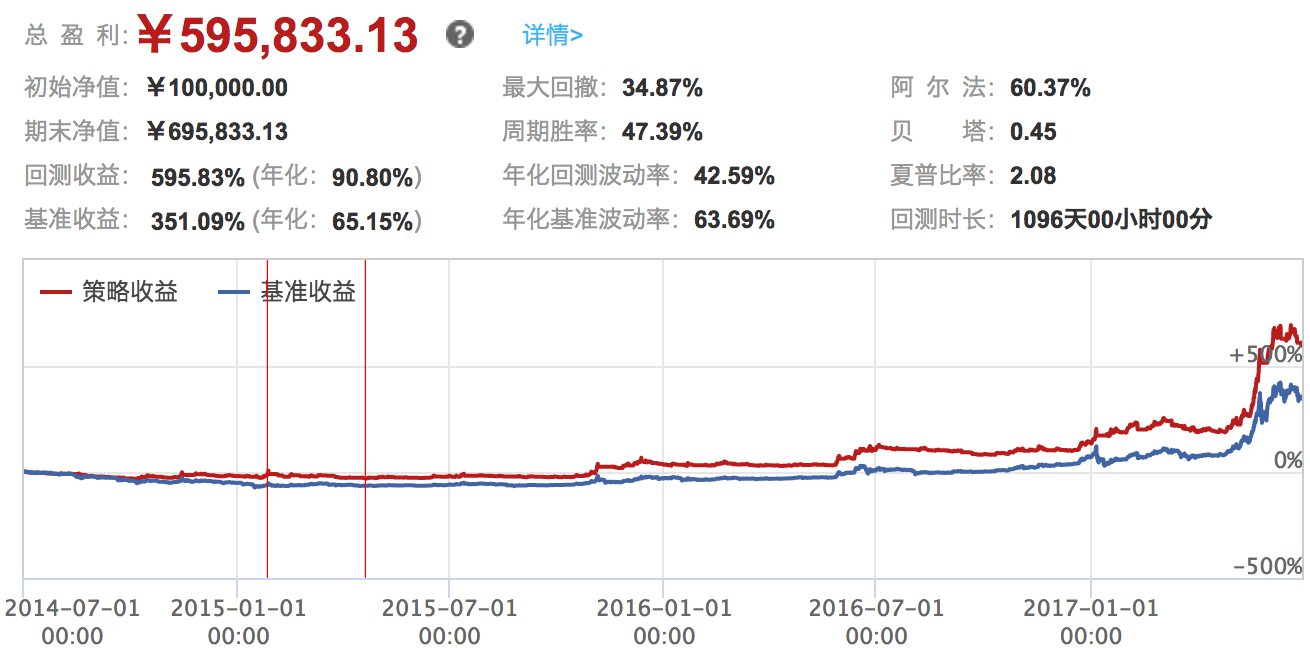 总 盈 利: ￥595,833.13 ? 详情>
初始净值: ￥100,000.00 最大回撤: 34.87% 阿 尔 法: 60.37%
期末净值: ￥695,833.13 周期胜率: 47.39% 贝 塔: 0.45
回测收益: 595.83% (年化: 90.80%) 年化回测波动率: 42.59% 夏普比率: 2.08
基准收益: 351.09% (年化: 65.15%) 年化基准波动率: 63.69% 回测时长: 1096天00小时00分
策略收益 基准收益
+500%
0%
-500%
2014-07-01 2015-01-01 2015-07-01 2016-01-01 2016-07-01 2017-01-01
00:00 00:00 00:00 00:00 00:00 00:00